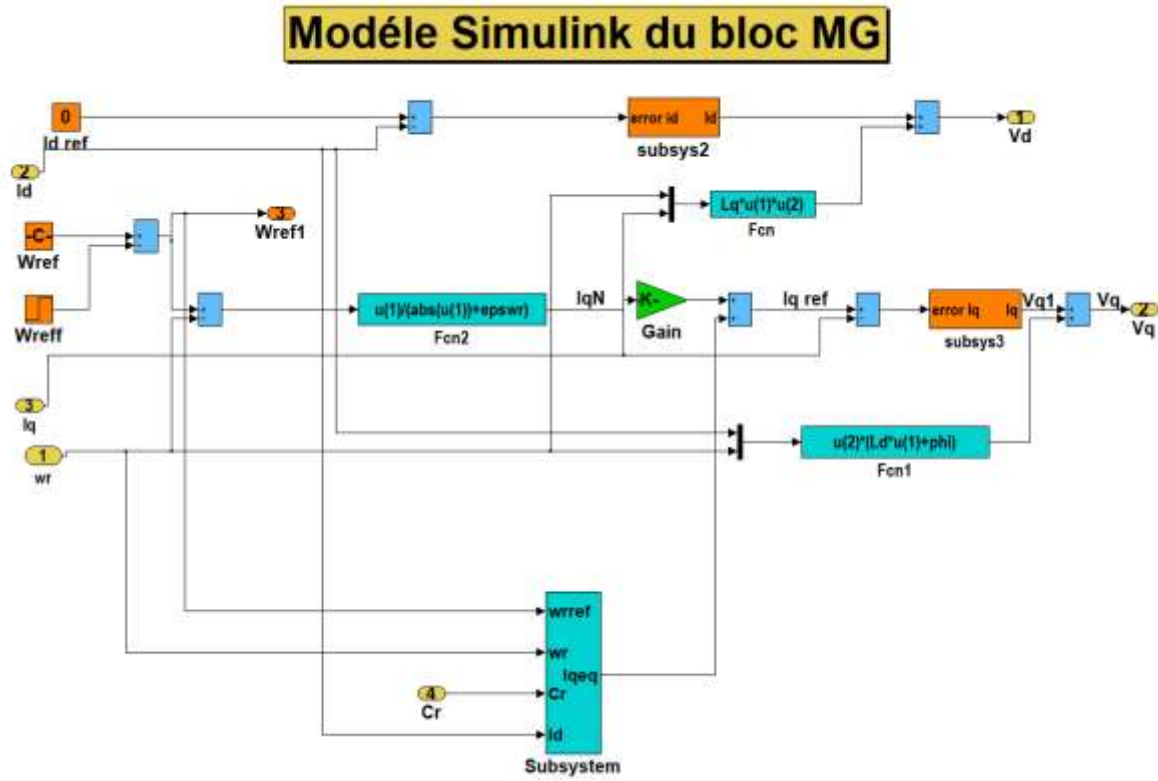 Modéle Simulink du bloc MG
0
Id ref
error id Id
subsys2
1
Vd
2
Id
Lq*u(1)*u(2)
Fcn
3
Wref1
-C-
Wref
Wreff
u(1)/(abs(u(1))+epswr)
Fcn2
IqN
K-
Gain
Iq ref
error Iq Iq
subsys3
Vq1
Vq
2
Vq
3
Iq
1
wr
u(2)*(Ld*u(1)+phi)
Fcn1
wrref
wr
Iqeq
4
Cr
Cr
Id
Subsystem